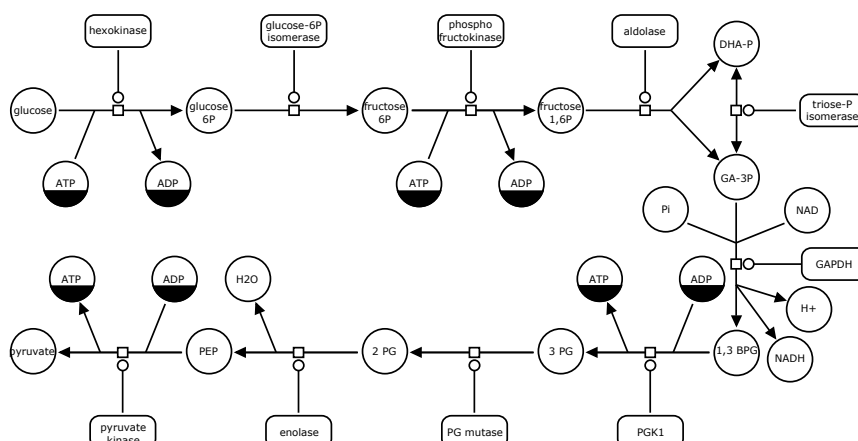 hexokinase
glucose-6P
isomerase
phospho
fructokinase
aldolase
DHA-P
glucose
glucose
6P
fructose
6P
fructose
1,6P
triose-P
isomerase
ATP
ADP
ATP
ADP
GA-3P
Pi
NAD
GAPDH
ATP
ADP
H2O
ATP
ADP
H+
pyruvate
PEP
2 PG
3 PG
1,3 BPG
NADH
pyruvate
kinase
enolase
PG mutase
PGK1